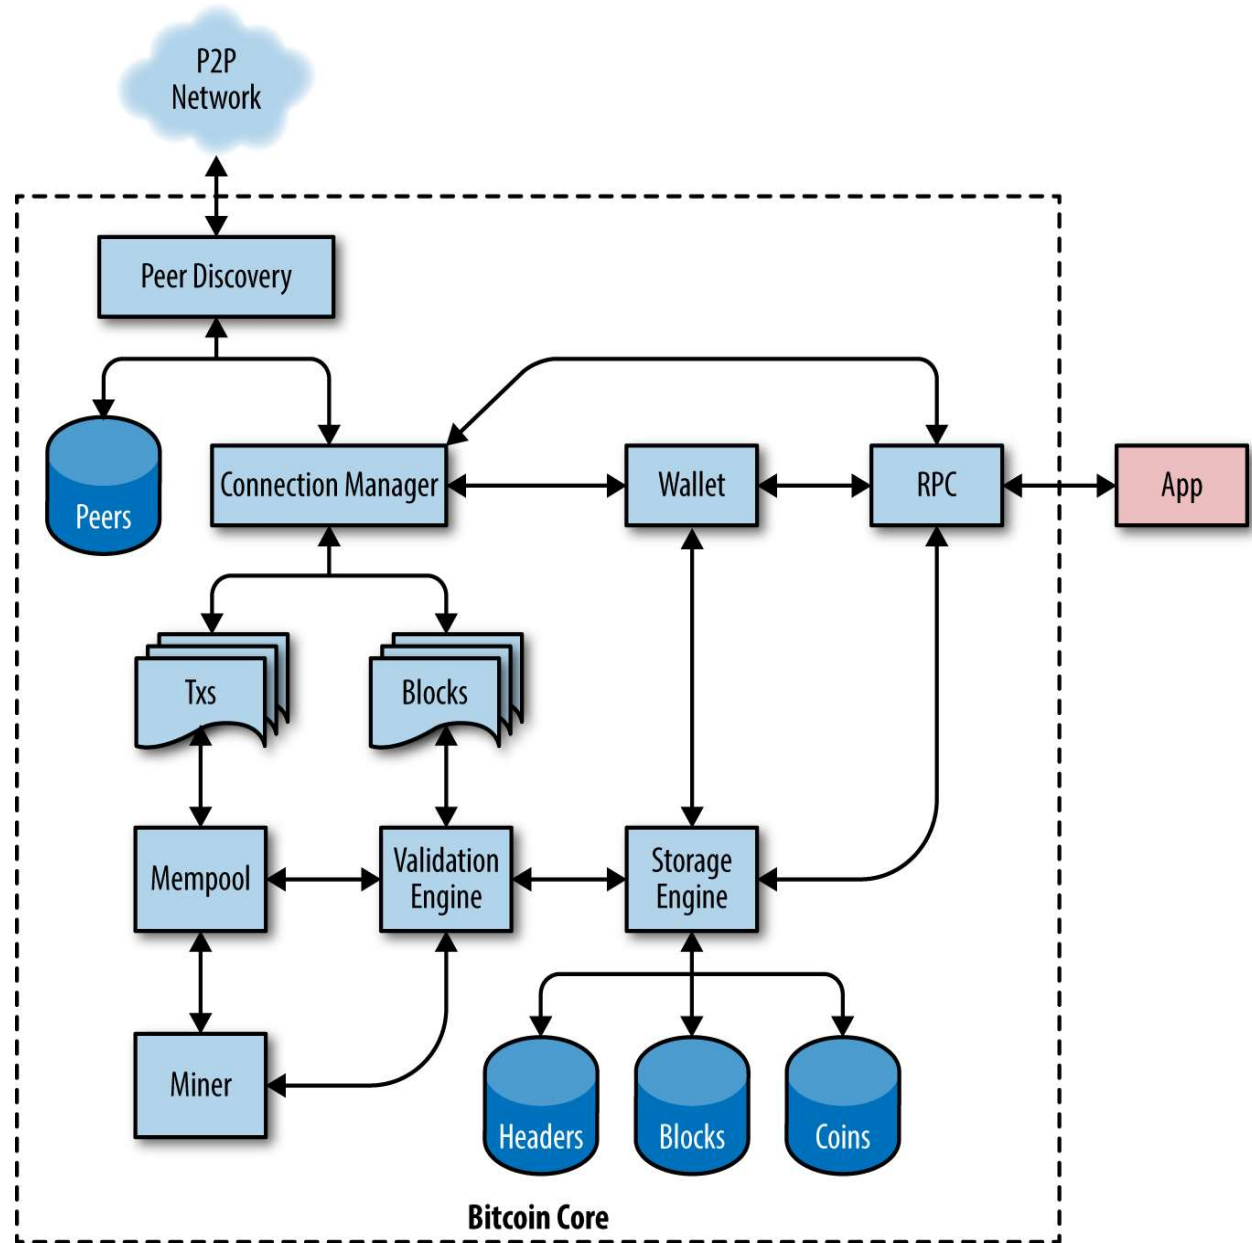 P2P
Network
Peer Discovery
Peers
Connection Manager
Wallet
RPC
App
Txs
Blocks
Mempool
Validation
Engine
Storage
Engine
Miner
Headers
Blocks
Coins
Bitcoin Core